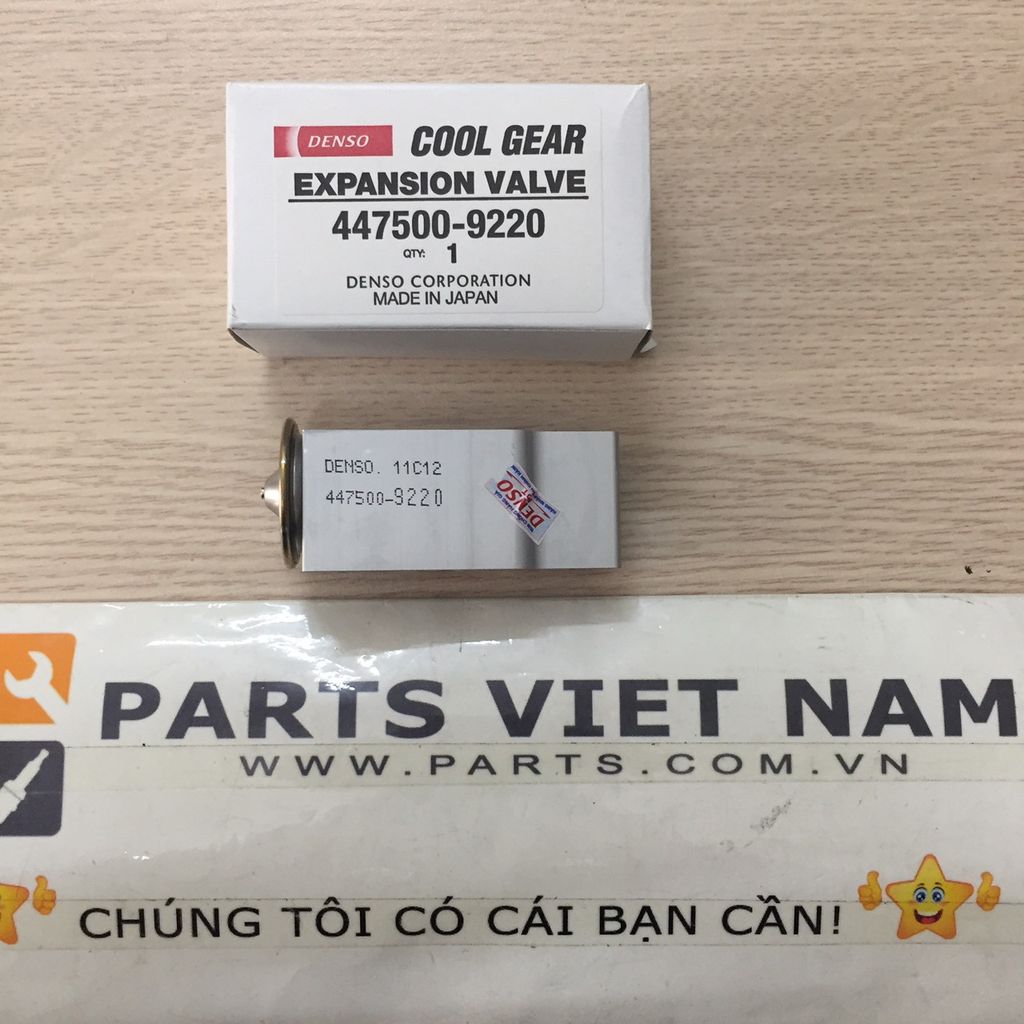 DENSO COOL GEAR
EXPANSION VALVE
447500-9220
QTY: 1
DENSO CORPORATION
MADE IN JAPAN
DENSO. 11C12
447500-9220
DENSO
PARTS VIET NAM
WWW.PARTS.COM.VN
CHÚNG TÔI CÓ CÁI BẠN CẦN!